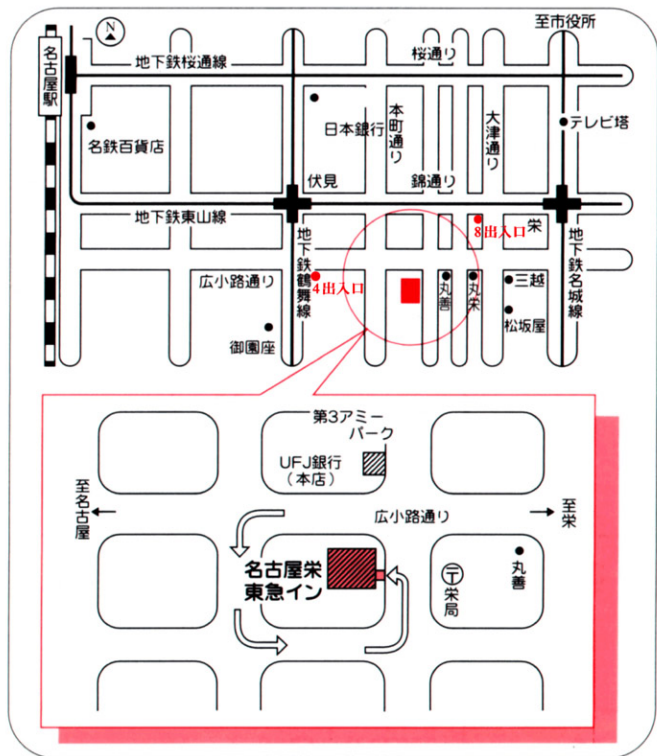 至市役所
N
桜通り
地下鉄桜通線
名古屋駅
名鉄百貨店
日本銀行
本町通り
大津通り
テレビ塔
伏見
錦通り
地下鉄東山線
8出入口
栄
地下鉄鶴舞線
地下鉄名城線
広小路通り
4出入口
丸善
丸栄
三越
松坂屋
御園座
第3アミー
パーク
UFJ銀行
(本店)
至名古屋
広小路通り
至栄
名古屋栄
東急イン
〒
栄局
丸善